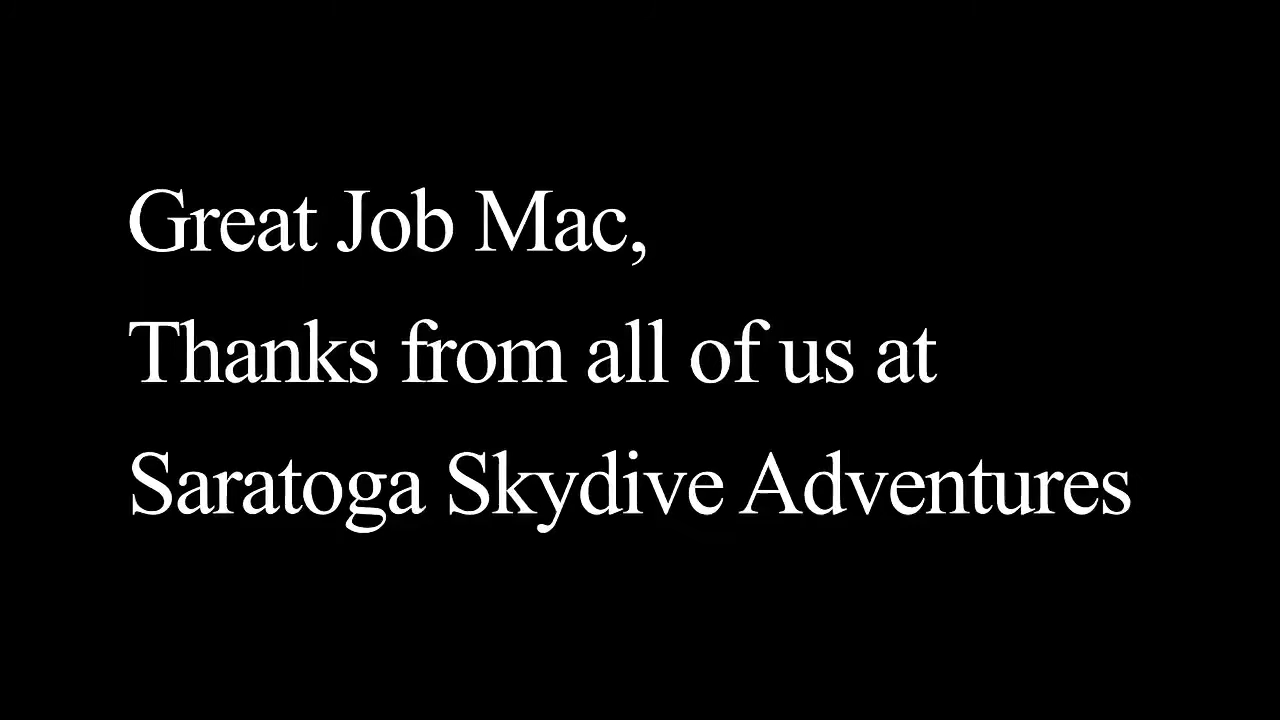 Great Job Mac,
Thanks from all of us at
Saratoga Skydive Adventures